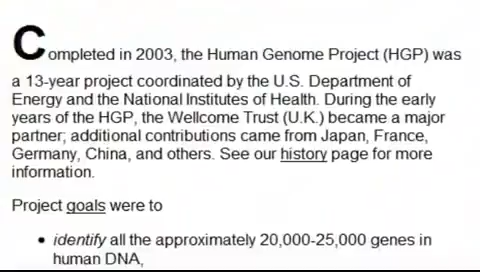 Completed in 2003, the Human Genome Project (HGP) was
a 13-year project coordinated by the U.S. Department of
Energy and the National Institutes of Health. During the early
years of the HGP, the Wellcome Trust (U.K.) became a major
partner; additional contributions came from Japan, France,
Germany, China, and others. See our history page for more
information.
Project goals were to
• identify all the approximately 20,000-25,000 genes in
human DNA,